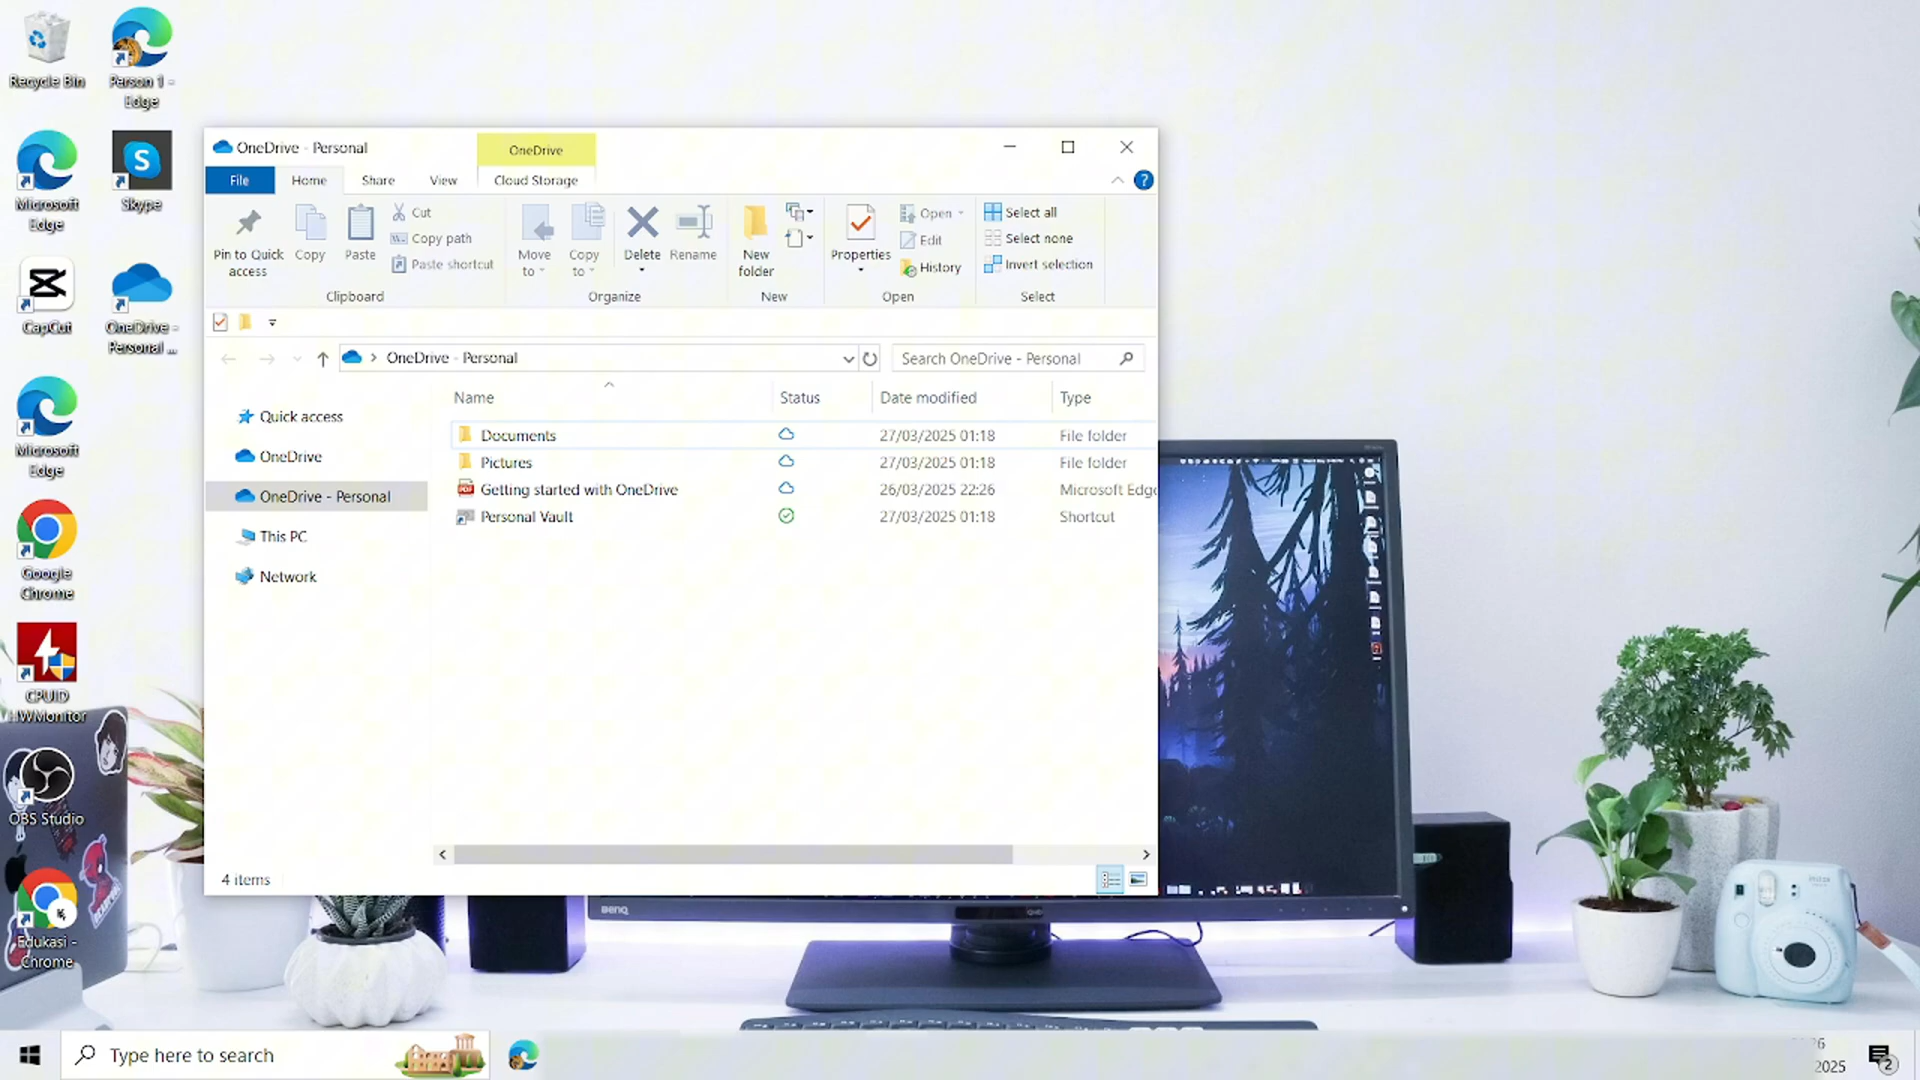 Recycle Bin
Person 1 -
Edge
Microsoft
Edge
Skype
CapCut
OneDrive -
Personal ...
Microsoft
Edge
Google
Chrome
CPUID
HWMonitor
OBS Studio
Edukasi -
Chrome
OneDrive - Personal
OneDrive
File
Home
Share
View
Cloud Storage
Pin to Quick
access
Copy
Paste
Cut
Copy path
Paste shortcut
Clipboard
Move
to
Copy
to
Delete
Rename
Organize
New
folder
New
Properties
Open
Edit
History
Open
Select all
Select none
Invert selection
Select
OneDrive - Personal
Search OneDrive - Personal
Quick access
OneDrive
OneDrive - Personal
This PC
Network
Name Status Date modified Type
Documents 27/03/2025 01:18 File folder
Pictures 27/03/2025 01:18 File folder
Getting started with OneDrive 26/03/2025 22:26 Microsoft Edge
Personal Vault 27/03/2025 01:18 Shortcut
4 items
BenQ
instax
Type here to search
2025
2